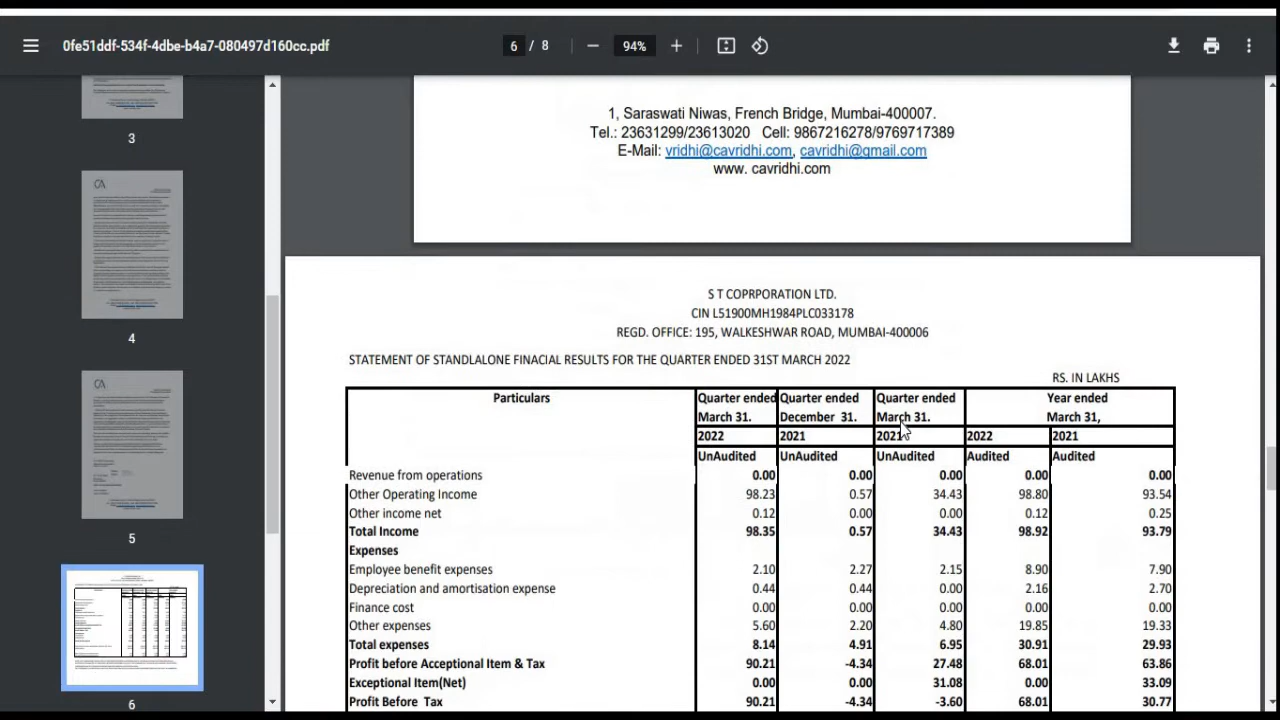 0fe51ddf-534f-4dbe-b4a7-080497d160cc.pdf 6 / 8 94%
3
4
5
6
1, Saraswati Niwas, French Bridge, Mumbai-400007.
Tel.: 23631299/23613020 Cell: 9867216278/9769717389
E-Mail: vridhi@cavridhi.com, cavridhi@gmail.com
www. cavridhi.com
S T COPRPORATION LTD.
CIN L51900MH1984PLC033178
REGD. OFFICE: 195, WALKESHWAR ROAD, MUMBAI-400006
STATEMENT OF STANDLALONE FINACIAL RESULTS FOR THE QUARTER ENDED 31ST MARCH 2022
RS. IN LAKHS
Particulars Quarter ended Quarter ended Quarter ended Year ended
March 31. December 31. March 31. March 31,
2022 2021 2021 2022 2021
UnAudited UnAudited UnAudited Audited Audited
Revenue from operations 0.00 0.00 0.00 0.00 0.00
Other Operating Income 98.23 0.57 34.43 98.80 93.54
Other income net 0.12 0.00 0.00 0.12 0.25
Total Income 98.35 0.57 34.43 98.92 93.79
Expenses
Employee benefit expenses 2.10 2.27 2.15 8.90 7.90
Depreciation and amortisation expense 0.44 0.44 0.00 2.16 2.70
Finance cost 0.00 0.00 0.00 0.00 0.00
Other expenses 5.60 2.20 4.80 19.85 19.33
Total expenses 8.14 4.91 6.95 30.91 29.93
Profit before Acceptional Item & Tax 90.21 -4.34 27.48 68.01 63.86
Exceptional Item(Net) 0.00 0.00 31.08 0.00 33.09
Profit Before Tax 90.21 -4.34 -3.60 68.01 30.77